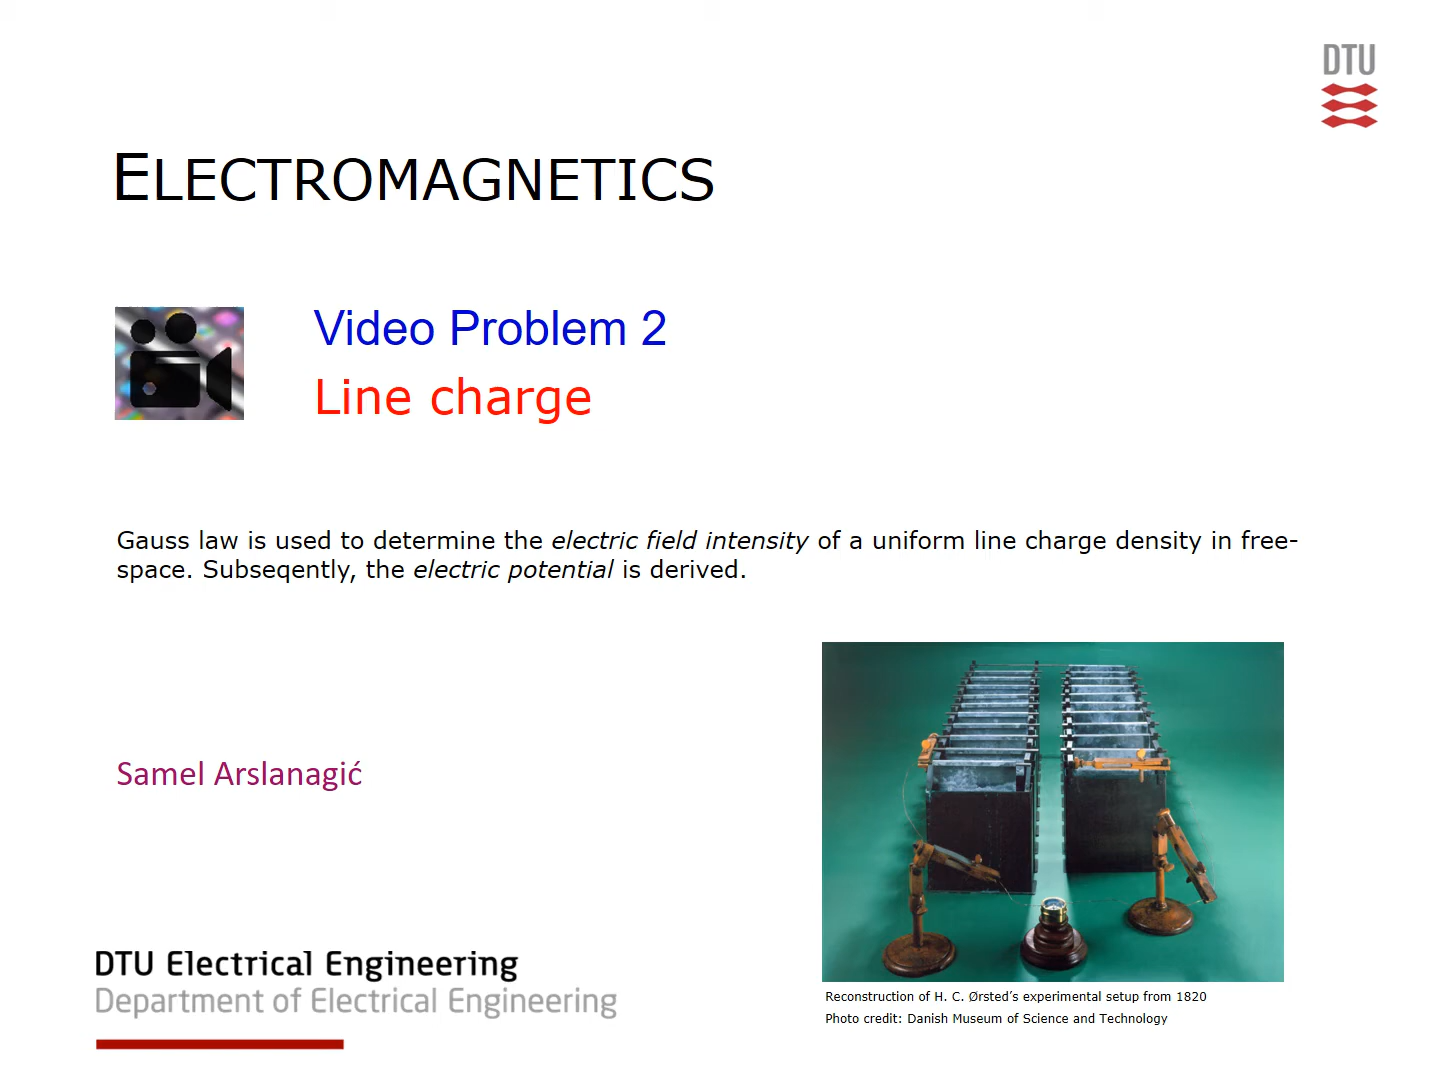 DTU
ELECTROMAGNETICS
Video Problem 2
Line charge
Gauss law is used to determine the electric field intensity of a uniform line charge density in free-
space. Subseqently, the electric potential is derived.
Samel Arslanagić
DTU Electrical Engineering
Department of Electrical Engineering
Reconstruction of H. C. Ørsted’s experimental setup from 1820
Photo credit: Danish Museum of Science and Technology